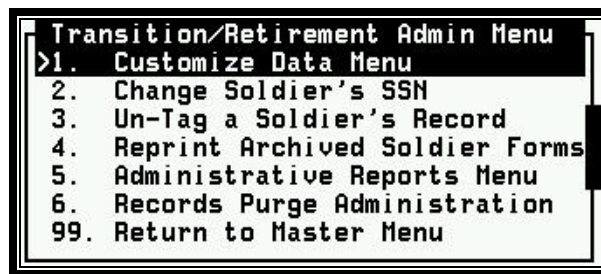 Transition/Retirement Admin Menu
>1. Customize Data Menu
2. Change Soldier's SSN
3. Un-Tag a Soldier's Record
4. Reprint Archived Soldier Forms
5. Administrative Reports Menu
6. Records Purge Administration
99. Return to Master Menu